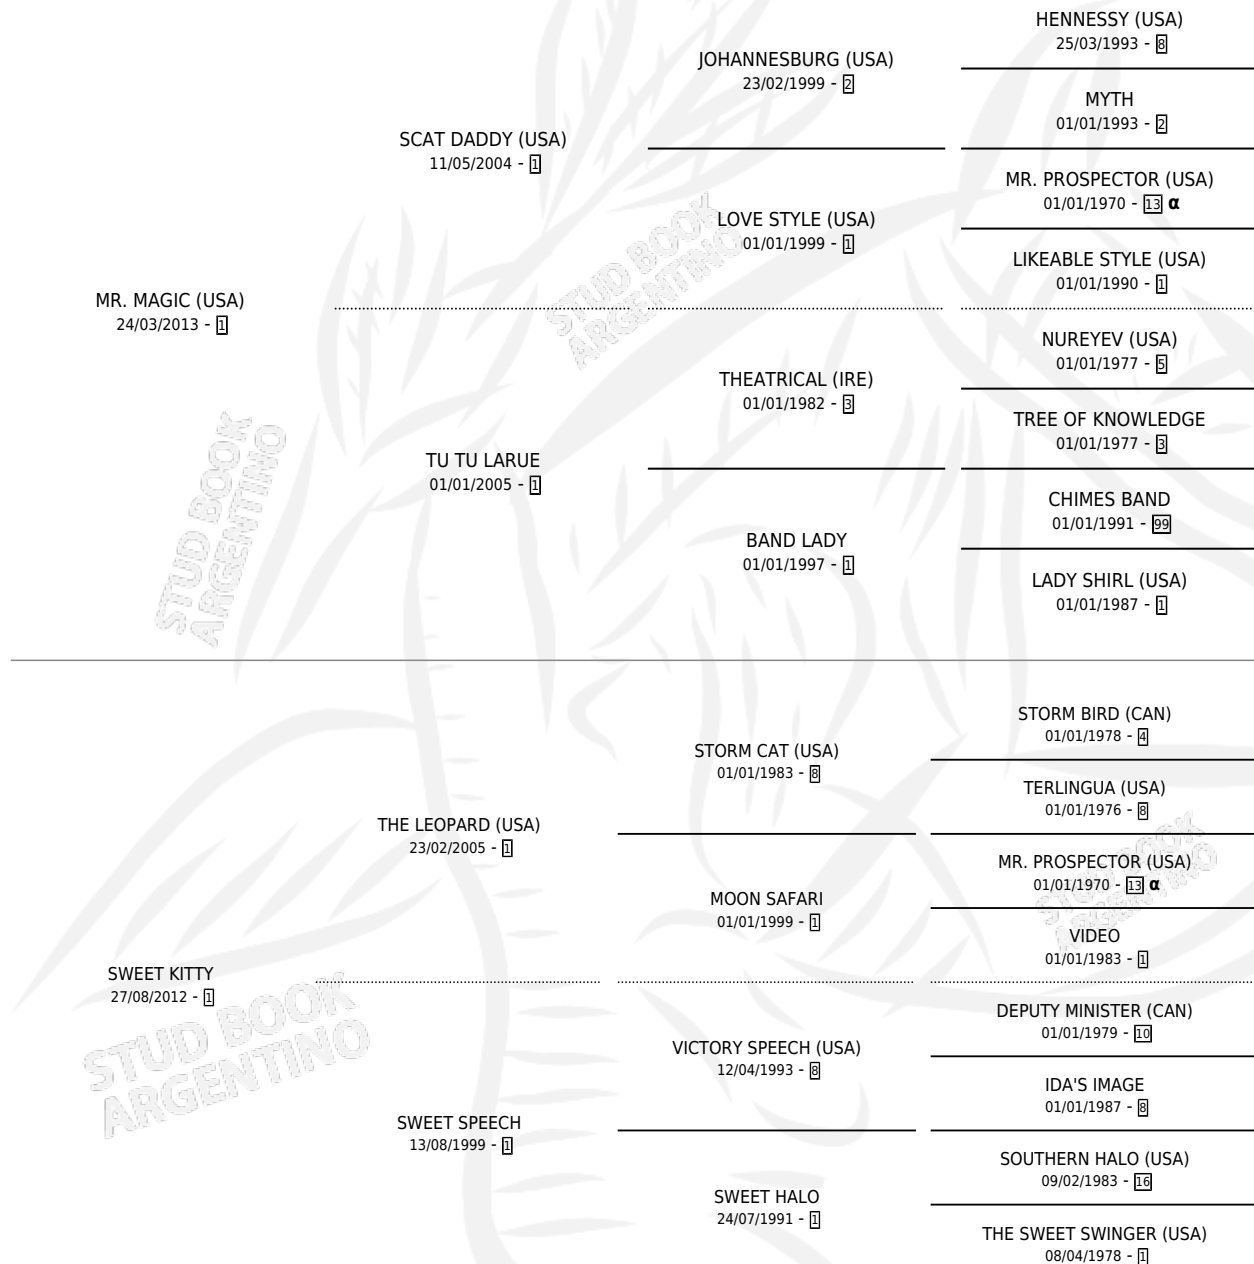 HENNESSY (USA)
25/03/1993 - 8
JOHANNESBURG (USA)
23/02/1999 - 2
MYTH
01/01/1993 - 2
SCAT DADDY (USA)
11/05/2004 - 1
MR. PROSPECTOR (USA)
01/01/1970 - 13 α
LOVE STYLE (USA)
01/01/1999 - 1
LIKEABLE STYLE (USA)
01/01/1990 - 1
MR. MAGIC (USA)
24/03/2013 - 1
NUREYEV (USA)
01/01/1977 - 5
THEATRICAL (IRE)
01/01/1982 - 3
TREE OF KNOWLEDGE
01/01/1977 - 3
TU TU LARUE
01/01/2005 - 1
CHIMES BAND
01/01/1991 - 99
BAND LADY
01/01/1997 - 1
LADY SHIRL (USA)
01/01/1987 - 1
STUD BOOK
ARGENTINO
STUD BOOK
ARGENTINO
STORM BIRD (CAN)
01/01/1978 - 4
STORM CAT (USA)
01/01/1983 - 8
TERLINGUA (USA)
01/01/1976 - 8
THE LEOPARD (USA)
23/02/2005 - 1
MR. PROSPECTOR (USA)
01/01/1970 - 13 α
MOON SAFARI
01/01/1999 - 1
VIDEO
01/01/1983 - 1
SWEET KITTY
27/08/2012 - 1
DEPUTY MINISTER (CAN)
01/01/1979 - 10
VICTORY SPEECH (USA)
12/04/1993 - 8
IDA'S IMAGE
01/01/1987 - 8
SWEET SPEECH
13/08/1999 - 1
SOUTHERN HALO (USA)
09/02/1983 - 16
SWEET HALO
24/07/1991 - 1
THE SWEET SWINGER (USA)
08/04/1978 - 1
STUD BOOK
ARGENTINO
STUD BOOK
ARGENTINO